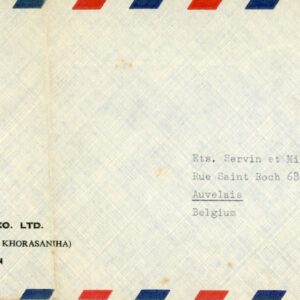 Ets. Servin et Mi
Rue Saint Roch 68
Auvelais
Belgium
CO. LTD.
KHORASANIHA)
N